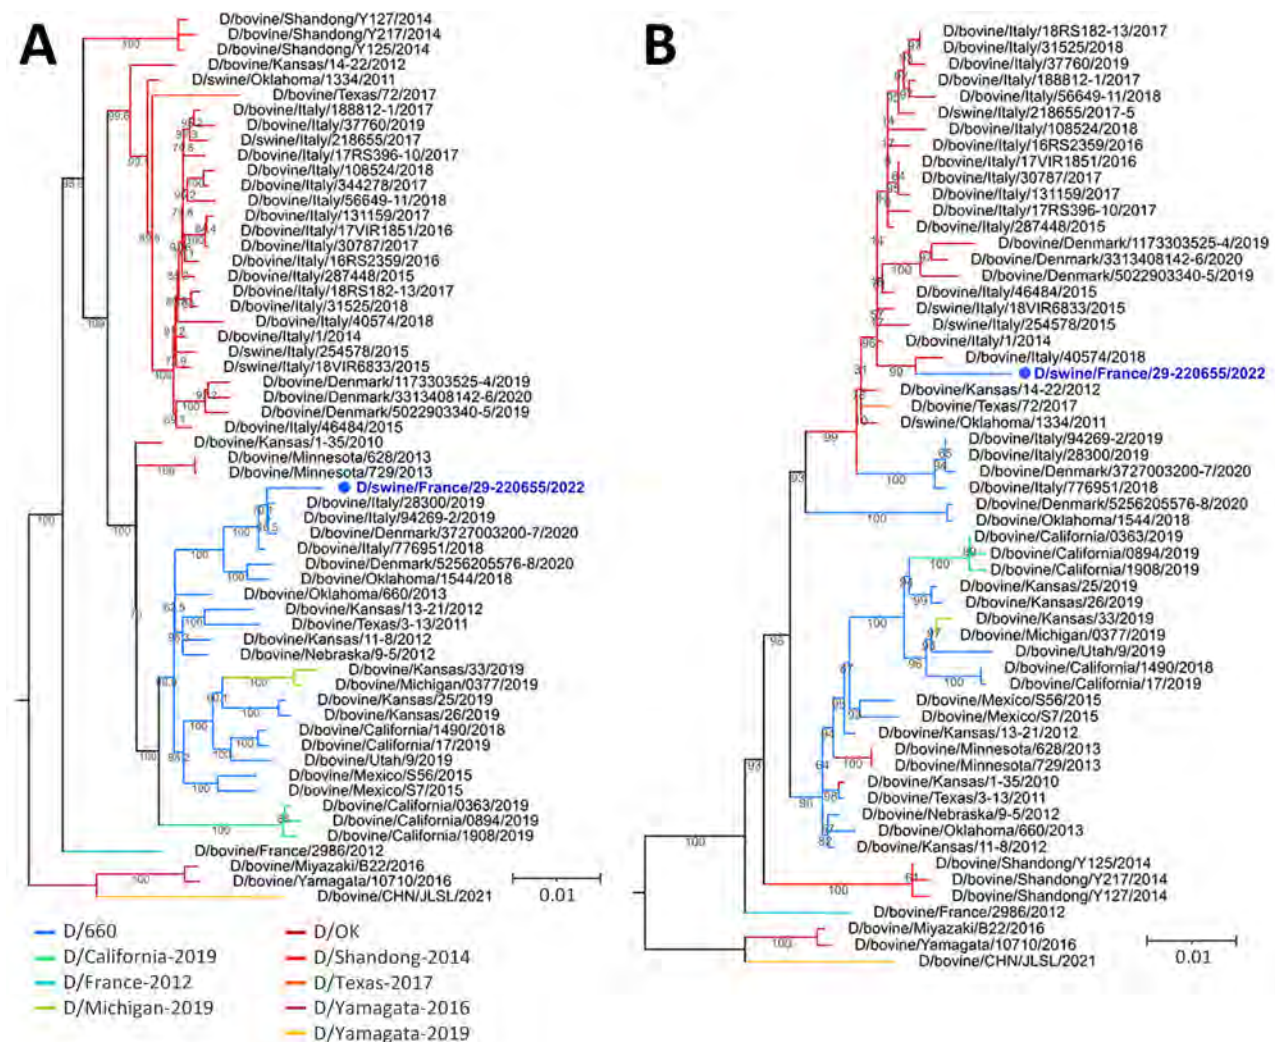 A
D/bovine/Shandong/Y127/2014
D/bovine/Shandong/Y217/2014
D/bovine/Shandong/Y125/2014
D/bovine/Kansas/14-22/2012
D/swine/Oklahoma/1334/2011
D/bovine/Texas/72/2017
D/bovine/Italy/188812-1/2017
D/bovine/Italy/37760/2019
D/swine/Italy/218655/2017
D/bovine/Italy/17RS396-10/2017
D/bovine/Italy/108524/2018
D/bovine/Italy/344278/2017
D/bovine/Italy/56649-11/2018
D/bovine/Italy/131159/2017
D/bovine/Italy/17VIR1851/2016
D/bovine/Italy/30787/2017
D/bovine/Italy/16RS2359/2016
D/bovine/Italy/287448/2015
D/bovine/Italy/18RS182-13/2017
D/bovine/Italy/31525/2018
D/bovine/Italy/40574/2018
D/bovine/Italy/1/2014
D/swine/Italy/254578/2015
D/swine/Italy/18VIR6833/2015
D/bovine/Denmark/1173303525-4/2019
D/bovine/Denmark/3313408142-6/2020
D/bovine/Denmark/5022903340-5/2019
D/bovine/Italy/46484/2015
D/bovine/Kansas/1-35/2010
D/bovine/Minnesota/628/2013
D/bovine/Minnesota/729/2013
D/swine/France/29-220655/2022
D/bovine/Italy/28300/2019
D/bovine/Italy/94269-2/2019
D/bovine/Denmark/3727003200-7/2020
D/bovine/Italy/776951/2018
D/bovine/Denmark/5256205576-8/2020
D/bovine/Oklahoma/1544/2018
D/bovine/Oklahoma/660/2013
D/bovine/Kansas/13-21/2012
D/bovine/Texas/3-13/2011
D/bovine/Kansas/11-8/2012
D/bovine/Nebraska/9-5/2012
D/bovine/Kansas/33/2019
D/bovine/Michigan/0377/2019
D/bovine/Kansas/25/2019
D/bovine/Kansas/26/2019
D/bovine/California/1490/2018
D/bovine/California/17/2019
D/bovine/Utah/9/2019
D/bovine/Mexico/S56/2015
D/bovine/Mexico/S7/2015
D/bovine/California/0363/2019
D/bovine/California/0894/2019
D/bovine/California/1908/2019
D/bovine/France/2986/2012
D/bovine/Miyazaki/B22/2016
D/bovine/Yamagata/10710/2016
D/bovine/CHN/JLSL/2021
0.01
B
D/bovine/Italy/18RS182-13/2017
D/bovine/Italy/31525/2018
D/bovine/Italy/37760/2019
D/bovine/Italy/188812-1/2017
D/bovine/Italy/56649-11/2018
D/swine/Italy/218655/2017-5
D/bovine/Italy/108524/2018
D/bovine/Italy/16RS2359/2016
D/bovine/Italy/17VIR1851/2016
D/bovine/Italy/30787/2017
D/bovine/Italy/131159/2017
D/bovine/Italy/17RS396-10/2017
D/bovine/Italy/287448/2015
D/bovine/Denmark/1173303525-4/2019
D/bovine/Denmark/3313408142-6/2020
D/bovine/Denmark/5022903340-5/2019
D/bovine/Italy/46484/2015
D/swine/Italy/18VIR6833/2015
D/swine/Italy/254578/2015
D/bovine/Italy/1/2014
D/bovine/Italy/40574/2018
D/swine/France/29-220655/2022
D/bovine/Kansas/14-22/2012
D/bovine/Texas/72/2017
D/swine/Oklahoma/1334/2011
D/bovine/Italy/94269-2/2019
D/bovine/Italy/28300/2019
D/bovine/Denmark/3727003200-7/2020
D/bovine/Italy/776951/2018
D/bovine/Denmark/5256205576-8/2020
D/bovine/Oklahoma/1544/2018
D/bovine/California/0363/2019
D/bovine/California/0894/2019
D/bovine/California/1908/2019
D/bovine/Kansas/25/2019
D/bovine/Kansas/26/2019
D/bovine/Kansas/33/2019
D/bovine/Michigan/0377/2019
D/bovine/Utah/9/2019
D/bovine/California/1490/2018
D/bovine/California/17/2019
D/bovine/Mexico/S56/2015
D/bovine/Mexico/S7/2015
D/bovine/Kansas/13-21/2012
D/bovine/Minnesota/628/2013
D/bovine/Minnesota/729/2013
D/bovine/Kansas/1-35/2010
D/bovine/Texas/3-13/2011
D/bovine/Nebraska/9-5/2012
D/bovine/Oklahoma/660/2013
D/bovine/Kansas/11-8/2012
D/bovine/Shandong/Y125/2014
D/bovine/Shandong/Y217/2014
D/bovine/Shandong/Y127/2014
D/bovine/France/2986/2012
D/bovine/Miyazaki/B22/2016
D/bovine/Yamagata/10710/2016
D/bovine/CHN/JLSL/2021
0.01
D/660
D/California-2019
D/France-2012
D/Michigan-2019
D/OK
D/Shandong-2014
D/Texas-2017
D/Yamagata-2016
D/Yamagata-2019